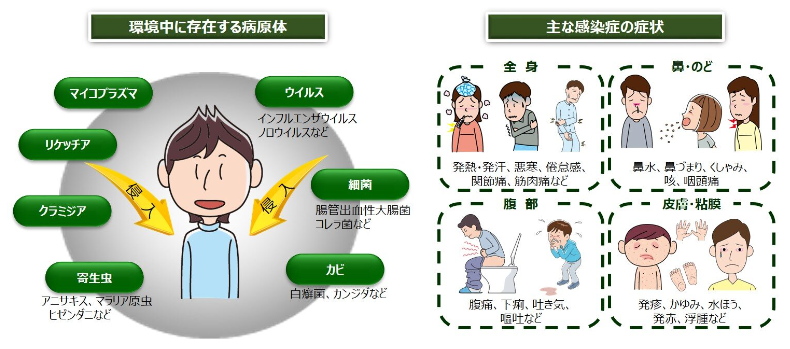 環境中に存在する病原体
マイコプラズマ
ウイルス
インフルエンザウイルス
ノロウイルスなど
リケッチア
侵入
侵入
細菌
腸管出血性大腸菌
コレラ菌など
クラミジア
寄生虫
アニサキス、マラリア原虫
ヒゼンダニなど
カビ
白癬菌、カンジダなど
主な感染症の症状
全身
発熱・発汗、悪寒、倦怠感、
関節痛、筋肉痛など
鼻・のど
鼻水、鼻づまり、くしゃみ、
咳、咽頭痛
腹部
腹痛、下痢、吐き気、
嘔吐など
皮膚・粘膜
発疹、かゆみ、水ほう、
発赤、浮腫など